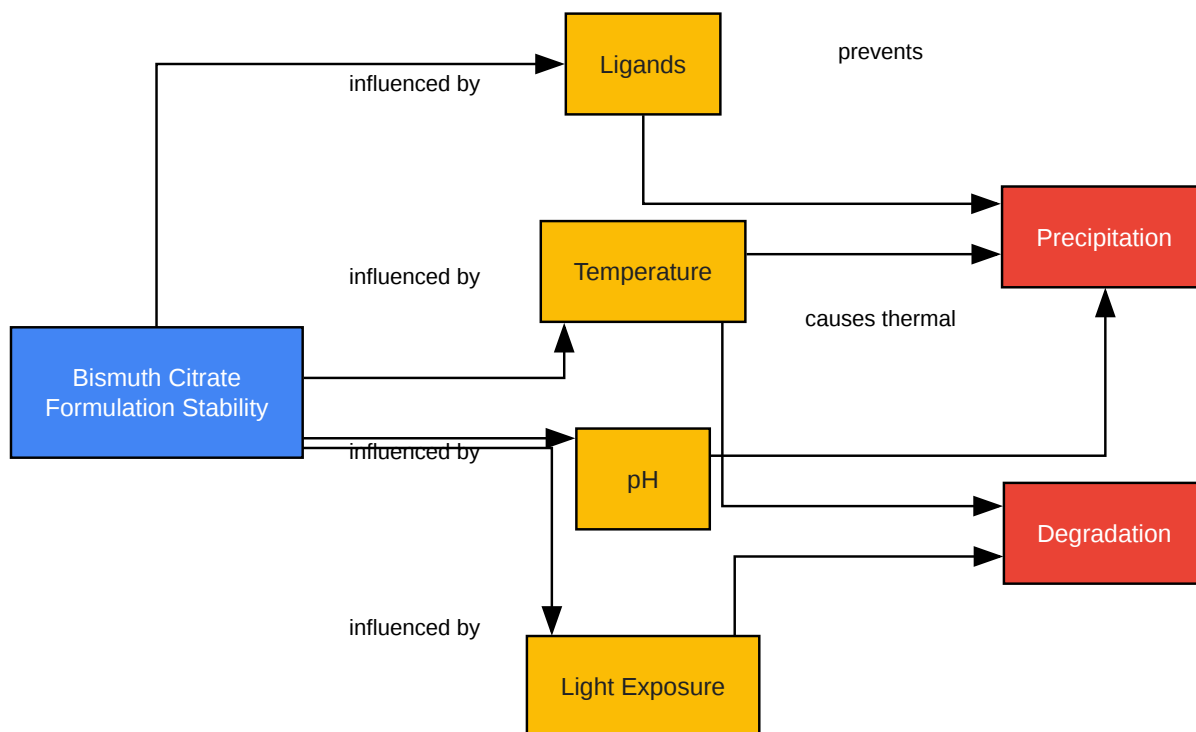 prevents
Ligands
influenced by
Precipitation
Temperature
influenced by
causes thermal
Bismuth Citrate
Formulation Stability
influenced by
pH
Degradation
influenced by
Light Exposure